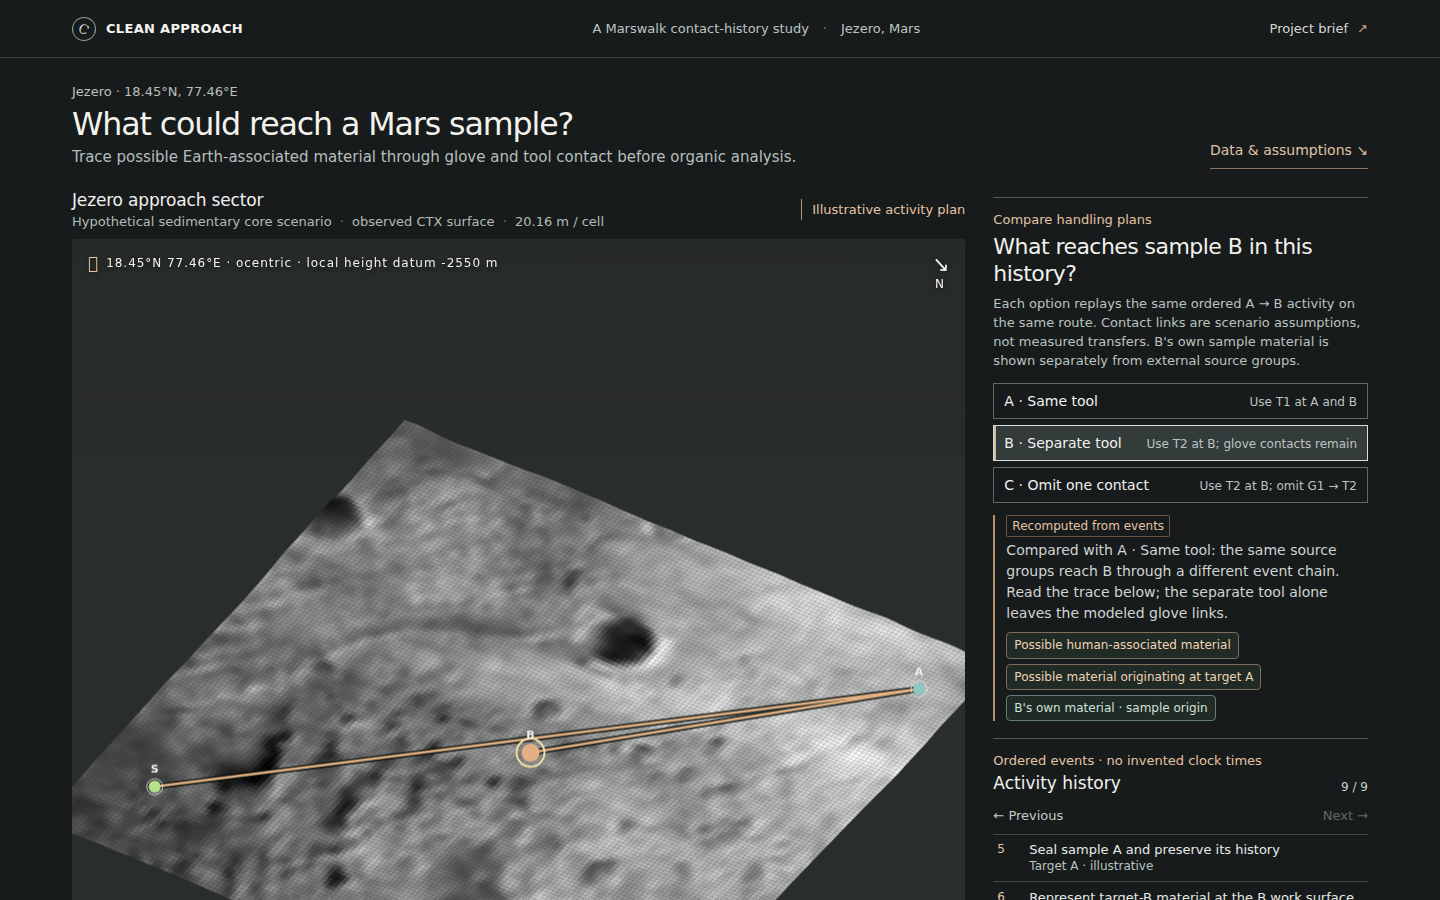 CLEAN APPROACH
A Marswalk contact-history study · Jezero, Mars
Project brief ↗
Jezero · 18.45°N, 77.46°E
What could reach a Mars sample?
Trace possible Earth-associated material through glove and tool contact before organic analysis.
Data & assumptions ↘
Jezero approach sector
Hypothetical sedimentary core scenario · observed CTX surface · 20.16 m / cell
Illustrative activity plan
18.45°N 77.46°E · ocentric · local height datum -2550 m
↘
N
A
B
S
Compare handling plans
What reaches sample B in this
history?
Each option replays the same ordered A → B activity on
the same route. Contact links are scenario assumptions,
not measured transfers. B's own sample material is
shown separately from external source groups.
A · Same tool Use T1 at A and B
B · Separate tool Use T2 at B; glove contacts remain
C · Omit one contact Use T2 at B; omit G1 → T2
Recomputed from events
Compared with A · Same tool: the same source
groups reach B through a different event chain.
Read the trace below; the separate tool alone
leaves the modeled glove links.
Possible human-associated material
Possible material originating at target A
B's own material · sample origin
Ordered events · no invented clock times
Activity history 9 / 9
← Previous Next →
5 Seal sample A and preserve its history
Target A · illustrative
6 Represent target-B material at the B work surface